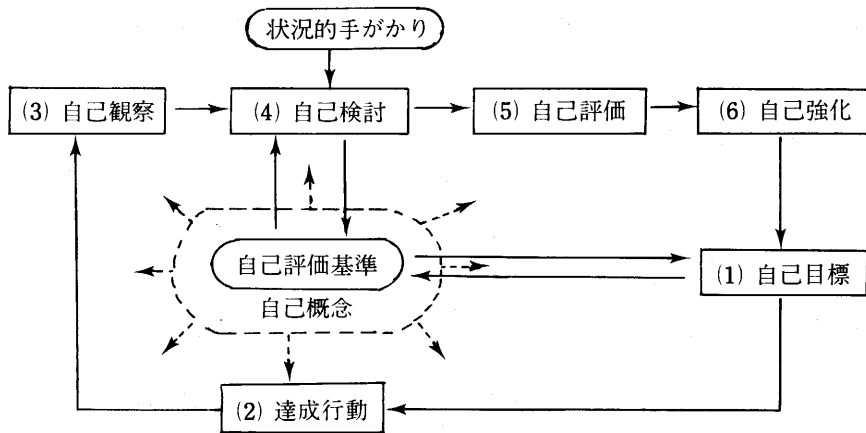 状況的手がかり
(3) 自己観察
(4) 自己検討
(5) 自己評価
(6) 自己強化
自己評価基準
自己概念
(1) 自己目標
(2) 達成行動